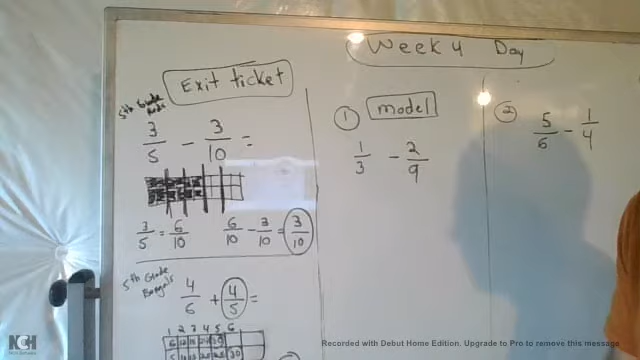 Week 4 Day
Exit ticket
5th Grade
3/5 - 3/10 =
3/5 = 6/10 6/10 - 3/10 = 3/10
5th Grade
4/6 + 4/5 =
1 2 3 4 5 6
① model
1/3 - 2/9
② 5/6 - 1/4
NCH
Recorded with Debut Home Edition. Upgrade to Pro to remove this message